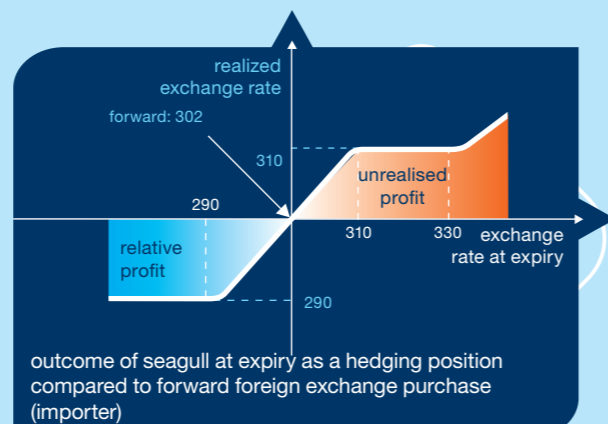 realized
exchange rate
forward: 302
310
unrealised
profit
290
310
330
exchange
rate at expiry
relative
profit
290
outcome of seagull at expiry as a hedging position
compared to forward foreign exchange purchase
(importer)